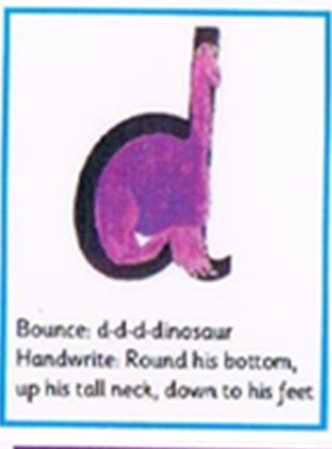 d
Bounce: d-d-d-dinosaur
Handwrite: Round his bottom,
up his tall neck, down to his feet